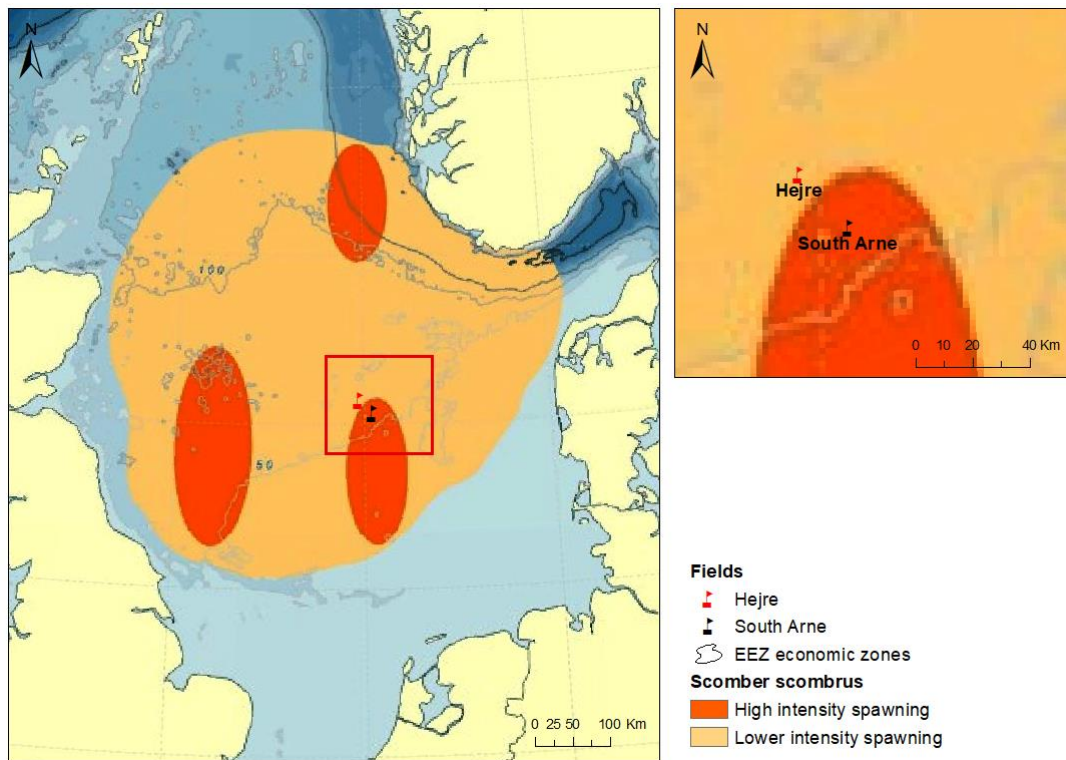 N
100
50
0 25 50 100 Km
N
Hejre
South Arne
0 10 20 40 Km
Fields
Hejre
South Arne
EEZ economic zones
Scomber scombrus
High intensity spawning
Lower intensity spawning